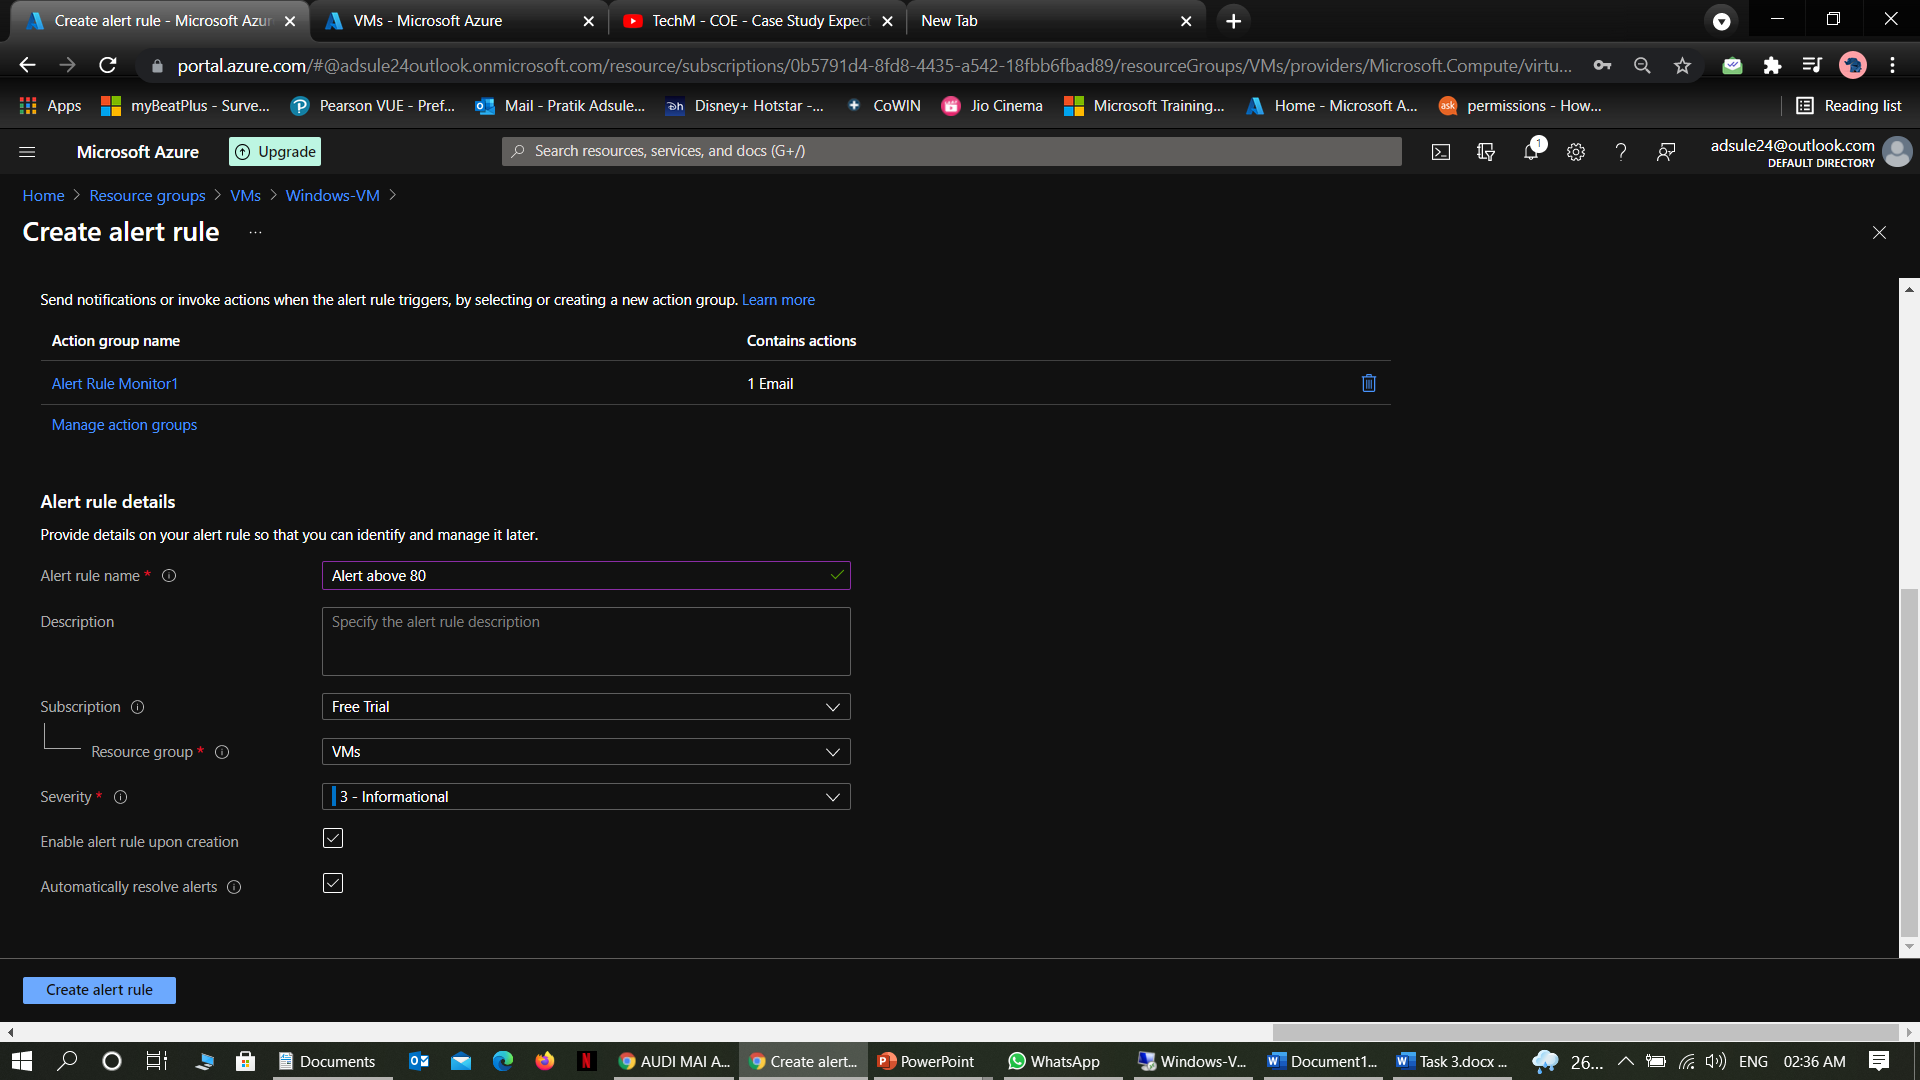 Create alert rule - Microsoft Azur
VMs - Microsoft Azure
TechM - COE - Case Study Expect
New Tab
portal.azure.com/#@adsule24outlook.onmicrosoft.com/resource/subscriptions/0b5791d4-8fd8-4435-a542-18fbb6fbad89/resourceGroups/VMs/providers/Microsoft.Compute/virtu...
Apps
myBeatPlus - Surve...
Pearson VUE - Pref...
Mail - Pratik Adsule...
Disney+ Hotstar -...
CoWIN
Jio Cinema
Microsoft Training...
Home - Microsoft A...
ask
permissions - How...
Reading list
Microsoft Azure
Upgrade
Search resources, services, and docs (G+/)
1
adsule24@outlook.com
DEFAULT DIRECTORY
Home > Resource groups > VMs > Windows-VM >
Create alert rule ...
Send notifications or invoke actions when the alert rule triggers, by selecting or creating a new action group. Learn more
Action group name
Contains actions
Alert Rule Monitor1
1 Email
Manage action groups
Alert rule details
Provide details on your alert rule so that you can identify and manage it later.
Alert rule name *
Alert above 80
Description
Specify the alert rule description
Subscription
Free Trial
Resource group *
VMs
Severity *
3 - Informational
Enable alert rule upon creation
Automatically resolve alerts
Create alert rule
Documents
N
AUDI MAI A...
Create alert...
PowerPoint
WhatsApp
Windows-V...
Document1...
Task 3.docx ...
26...
ENG
02:36 AM